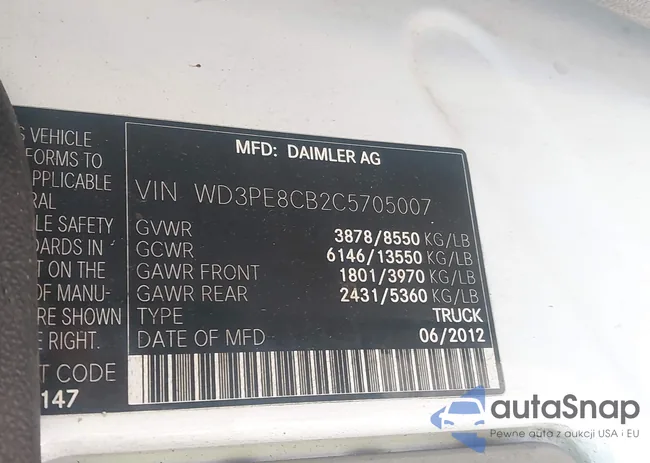 S VEHICLE
FORMS TO
APPLICABLE
RAL
LE SAFETY
DARDS IN
T ON THE
OF MANU-
RE SHOWN
E RIGHT.
T CODE
147
MFD: DAIMLER AG
VIN WD3PE8CB2C5705007
GVWR 3878/8550 KG/LB
GCWR 6146/13550 KG/LB
GAWR FRONT 1801/3970 KG/LB
GAWR REAR 2431/5360 KG/LB
TYPE TRUCK
DATE OF MFD 06/2012
autaSnap
Pewne auta z aukcji USA i EU